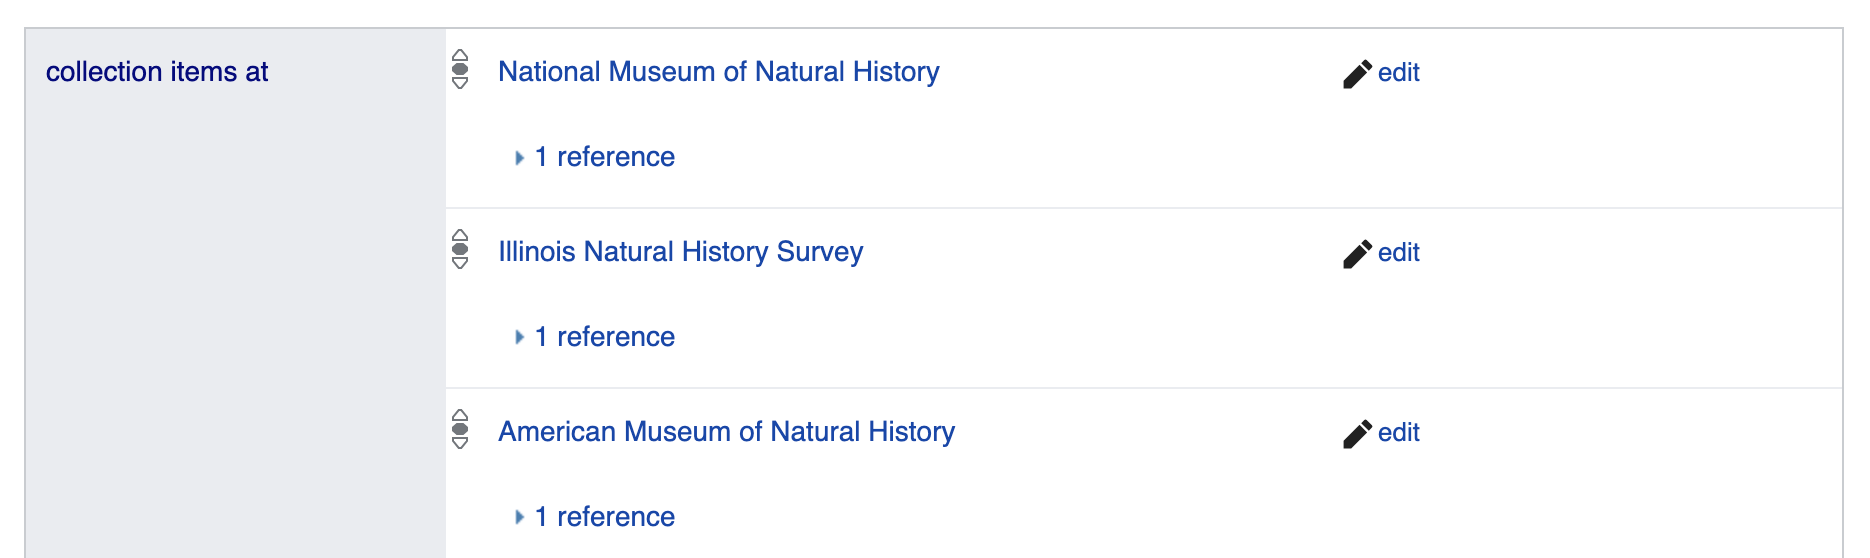 collection items at
National Museum of Natural History
edit
1 reference
Illinois Natural History Survey
edit
1 reference
American Museum of Natural History
edit
1 reference